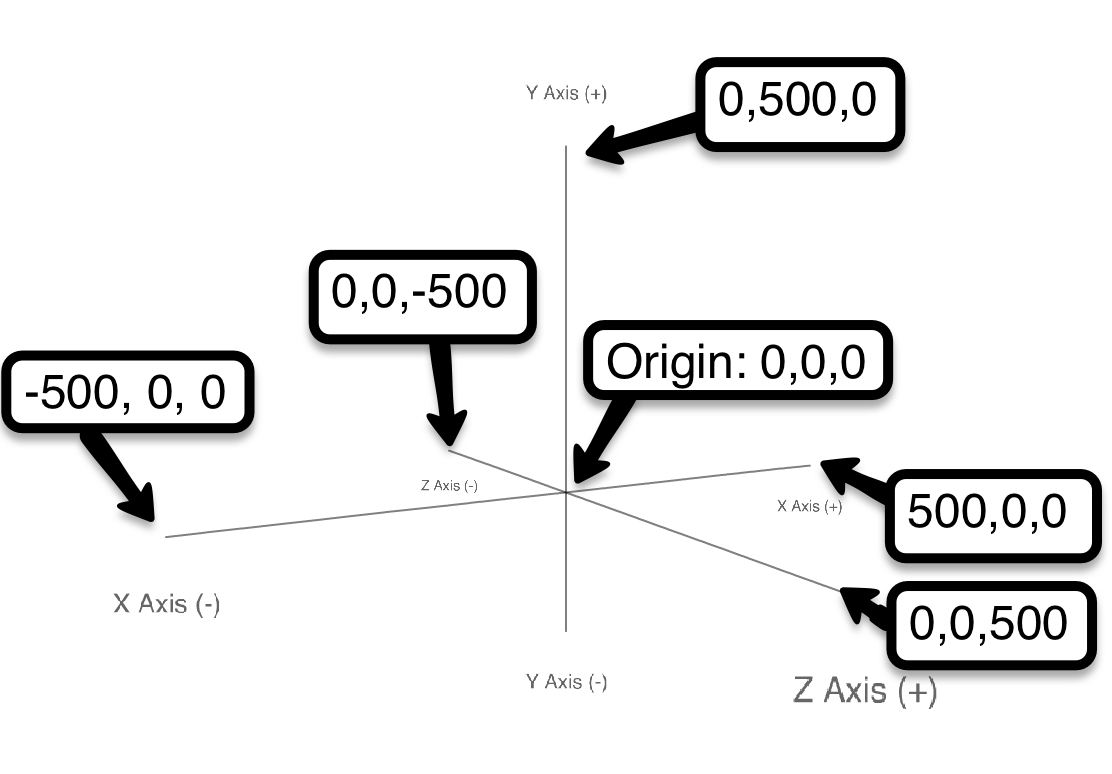 Y Axis (+)
0,500,0
0,0,-500
Origin: 0,0,0
-500, 0, 0
Z Axis (-)
X Axis (+)
500,0,0
X Axis (-)
0,0,500
Y Axis (-)
Z Axis (+)